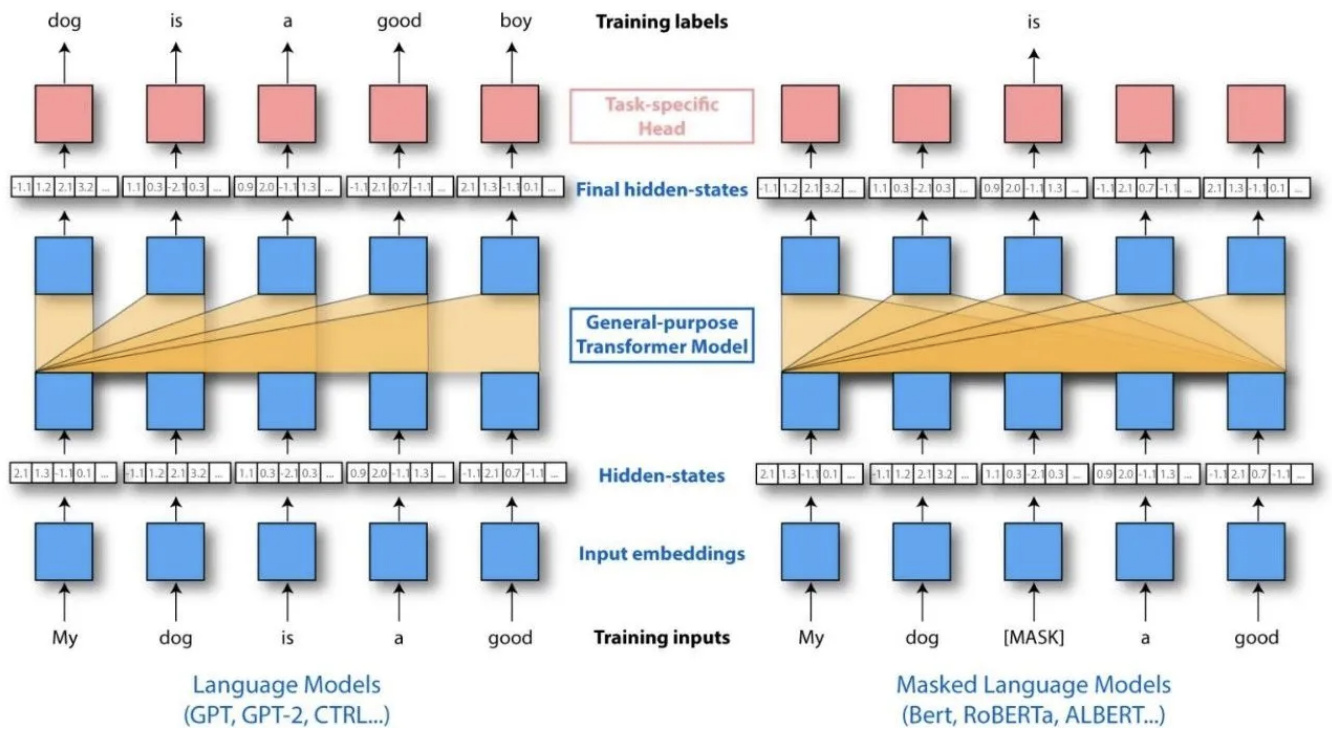 dog is a good boy Training labels is
Task-specific
Head
-1.1 1.2 2.1 3.2 ... 1.1 0.3 -2.1 0.3 ... 0.9 2.0 -1.1 1.3 ... -1.1 2.1 0.7 -1.1 ... 2.1 1.3 -1.1 0.1 ... Final hidden-states -1.1 1.2 2.1 3.2 ... 1.1 0.3 -2.1 0.3 ... 0.9 2.0 -1.1 1.3 ... -1.1 2.1 0.7 -1.1 ... 2.1 1.3 -1.1 0.1 ...
General-purpose
Transformer Model
2.1 1.3 -1.1 0.1 ... -1.1 1.2 2.1 3.2 ... 1.1 0.3 -2.1 0.3 ... 0.9 2.0 -1.1 1.3 ... -1.1 2.1 0.7 -1.1 ... Hidden-states 2.1 1.3 -1.1 0.1 ... -1.1 1.2 2.1 3.2 ... 1.1 0.3 -2.1 0.3 ... 0.9 2.0 -1.1 1.3 ... -1.1 2.1 0.7 -1.1 ...
Input embeddings
My dog is a good Training inputs My dog [MASK] a good
Language Models
(GPT, GPT-2, CTRL...)
Masked Language Models
(Bert, RoBERTa, ALBERT...)